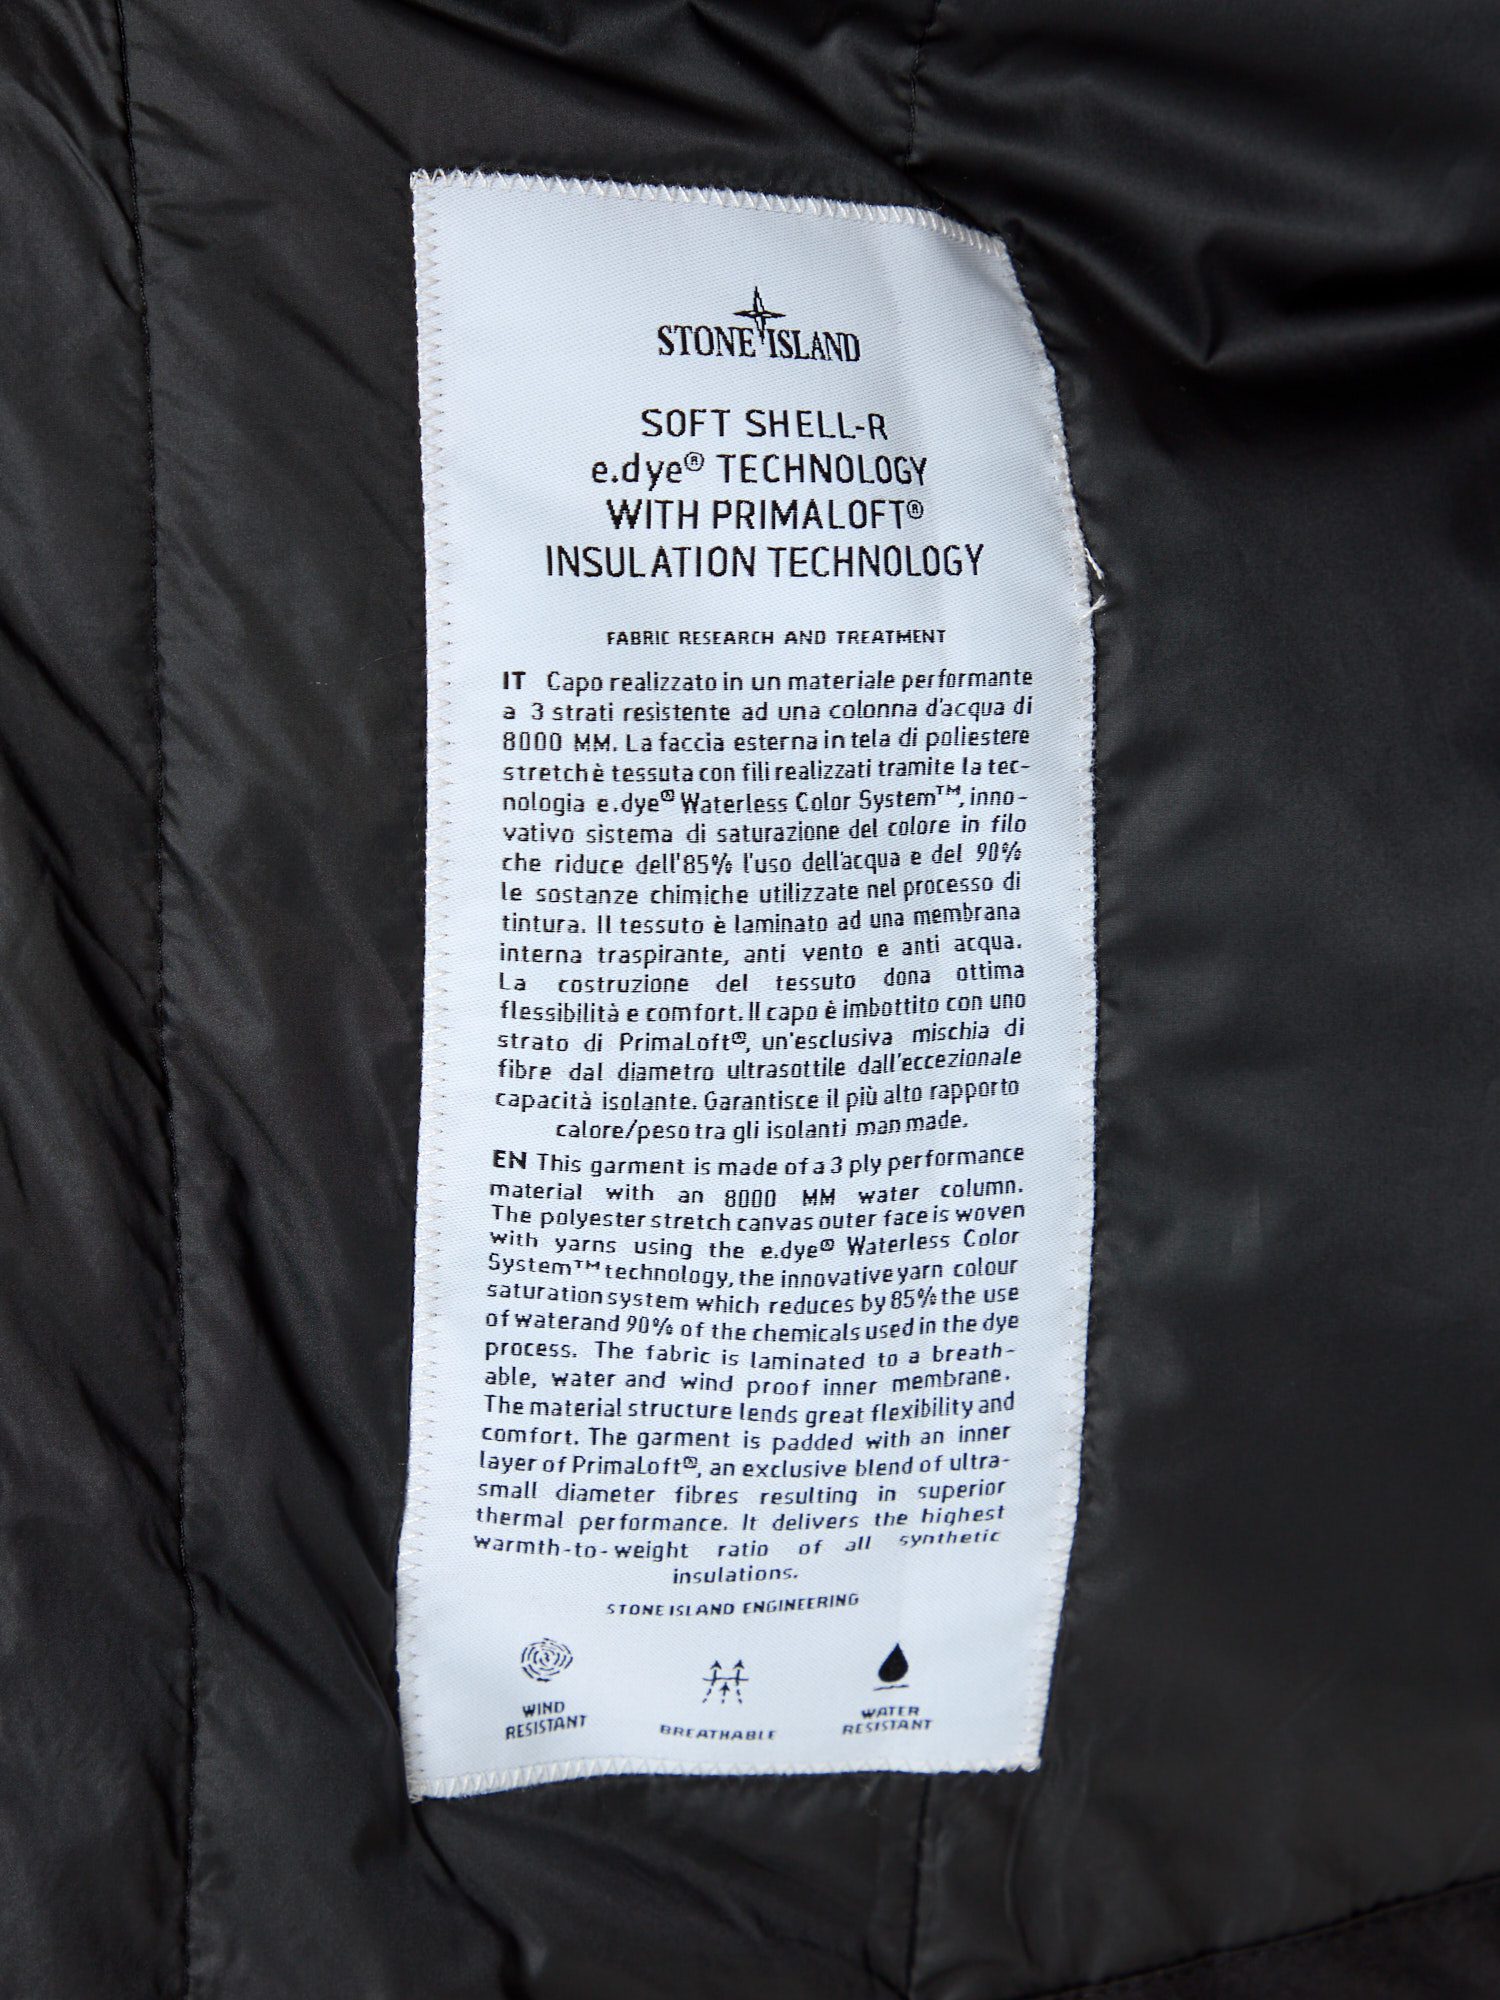 STONE ISLAND
SOFT SHELL-R
e.dye® TECHNOLOGY
WITH PRIMALOFT®
INSULATION TECHNOLOGY
FABRIC RESEARCH AND TREATMENT
IT Capo realizzato in un materiale performante
a 3 strati resistente ad una colonna d'acqua di
8000 MM. La faccia esterna in tela di poliestere
stretch è tessuta con fili realizzati tramite la tec-
nologia e.dye® Waterless Color System™, inno-
vativo sistema di saturazione del colore in filo
che riduce dell'85% l'uso dell'acqua e del 90%
le sostanze chimiche utilizzate nel processo di
tintura. Il tessuto è laminato ad una membrana
interna traspirante, anti vento e anti acqua.
La costruzione del tessuto dona ottima
flessibilità e comfort. Il capo è imbottito con uno
strato di PrimaLoft®, un'esclusiva mischia di
fibre dal diametro ultrasottile dall'eccezionale
capacità isolante. Garantisce il più alto rapporto
calore/peso tra gli isolanti man made.
EN This garment is made of a 3 ply performance
material with an 8000 MM water column.
The polyester stretch canvas outer face is woven
with yarns using the e.dye® Waterless Color
System™ technology, the innovative yarn colour
saturation system which reduces by 85% the use
of water and 90% of the chemicals used in the dye
process. The fabric is laminated to a breath-
able, water and wind proof inner membrane.
The material structure lends great flexibility and
comfort. The garment is padded with an inner
layer of PrimaLoft®, an exclusive blend of ultra-
small diameter fibres resulting in superior
thermal performance. It delivers the highest
warmth-to-weight ratio of all synthetic
insulations.
STONE ISLAND ENGINEERING
WIND
RESISTANT
BREATHABLE
WATER
RESISTANT